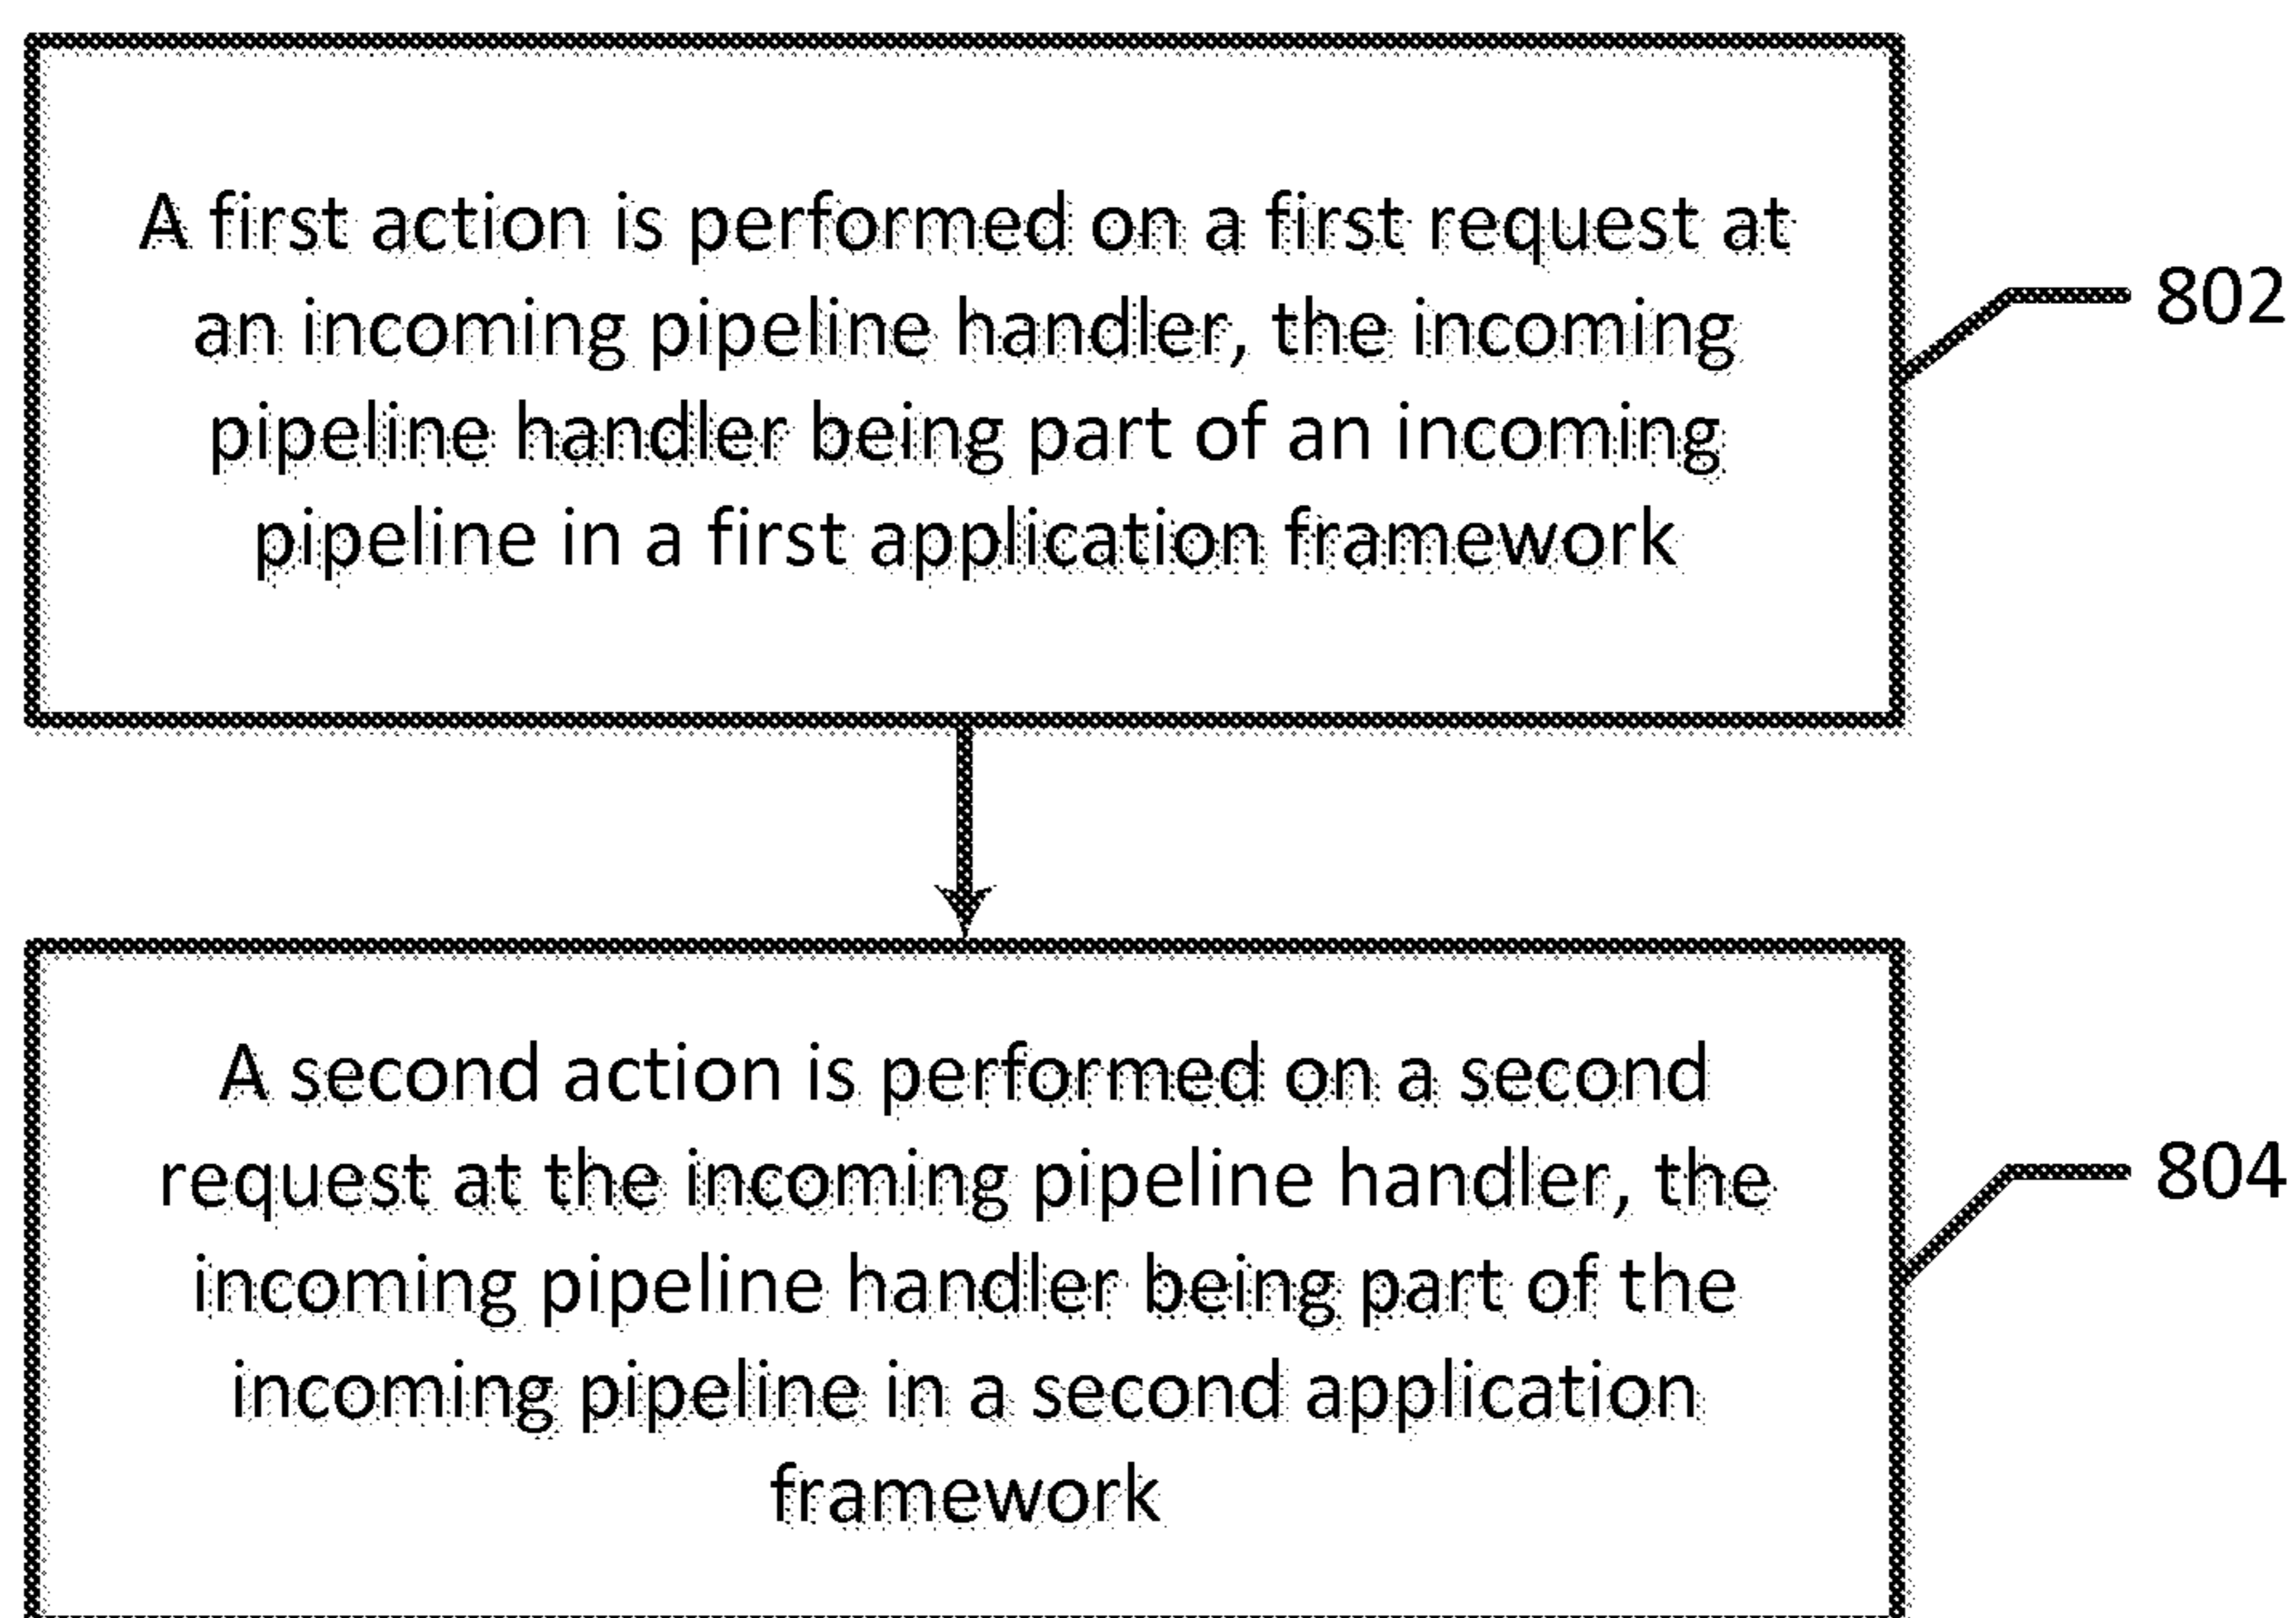 A first action is performed on a first request at
an incoming pipeline handler, the incoming
pipeline handler being part of an incoming
pipeline in a first application framework
802
A second action is performed on a second
request at the incoming pipeline handler, the
incoming pipeline handler being part of the
incoming pipeline in a second application
framework
804